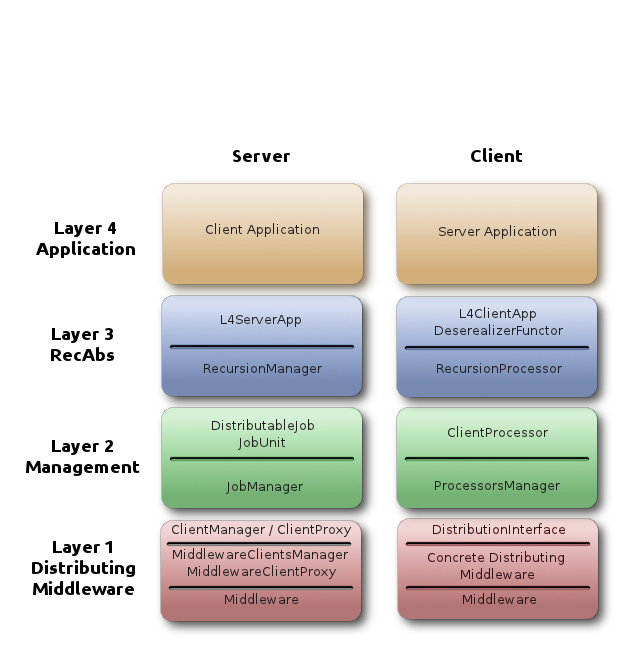 Server
Client
Layer 4
Application
Client Application
Server Application
Layer 3
RecAbs
L4ServerApp
RecursionManager
L4ClientApp
DeserealizerFunctor
RecursionProcessor
Layer 2
Management
DistributableJob
JobUnit
JobManager
ClientProcessor
ProcessorsManager
Layer 1
Distributing
Middleware
ClientManager / ClientProxy
MiddlewareClientsManager
MiddlewareClientProxy
Middleware
DistributionInterface
Concrete Distributing
Middleware
Middleware